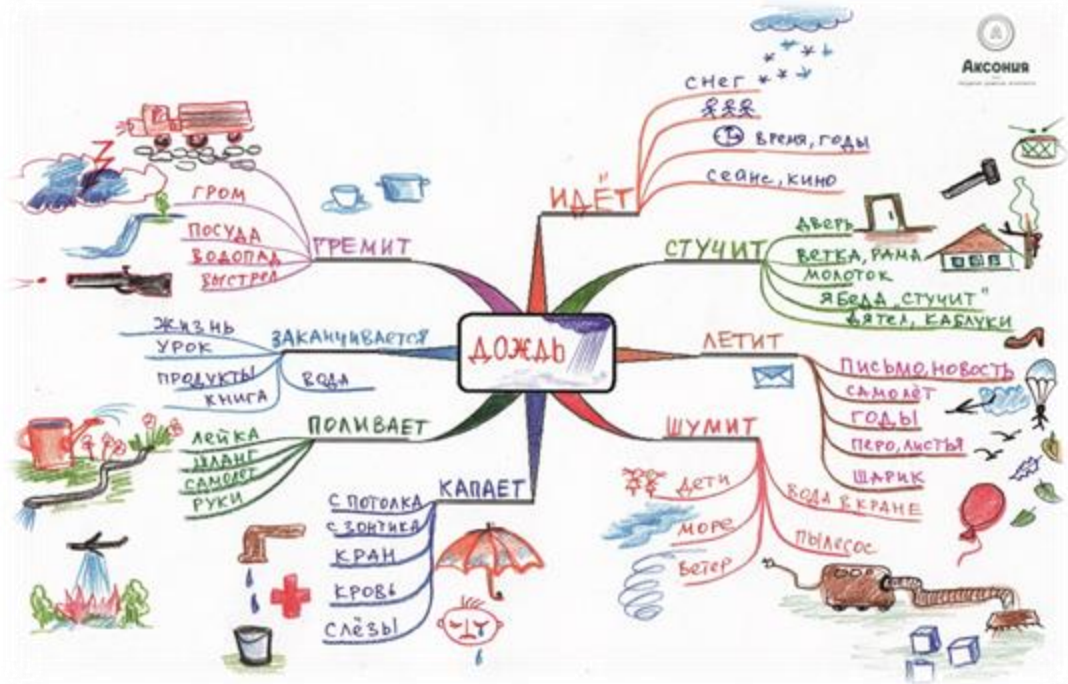 Аксония
ИДЁТ
СНЕГ
ВРЕМЯ, ГОДЫ
СЕАНС, КИНО
СТУЧИТ
ДВЕРЬ
ВЕТКА, РАМА
МОЛОТОК
ЯБЕДА „СТУЧИТ"
ДЯТЕЛ, КАБЛУКИ
ЛЕТИТ
ПИСЬМО, НОВОСТЬ
САМОЛЁТ
ГОДЫ
ПЕРО, ЛИСТЬЯ
ШАРИК
ШУМИТ
ДЕТИ
МОРЕ
ВЕТЕР
ВОДА В КРАНЕ
ПЫЛЕСОС
КАПАЕТ
С ПОТОЛКА
С ЗОНТИКА
КРАН
КРОВЬ
СЛЁЗЫ
ПОЛИВАЕТ
ЛЕЙКА
ШЛАНГ
САМОЛЕТ
РУКИ
ЗАКАНЧИВАЕТСЯ
ЖИЗНЬ
УРОК
ПРОДУКТЫ
КНИГА
ВОДА
ГРЕМИТ
ГРОМ
ПОСУДА
ВОДОПАД
ВЫСТРЕЛ
ДОЖДЬ